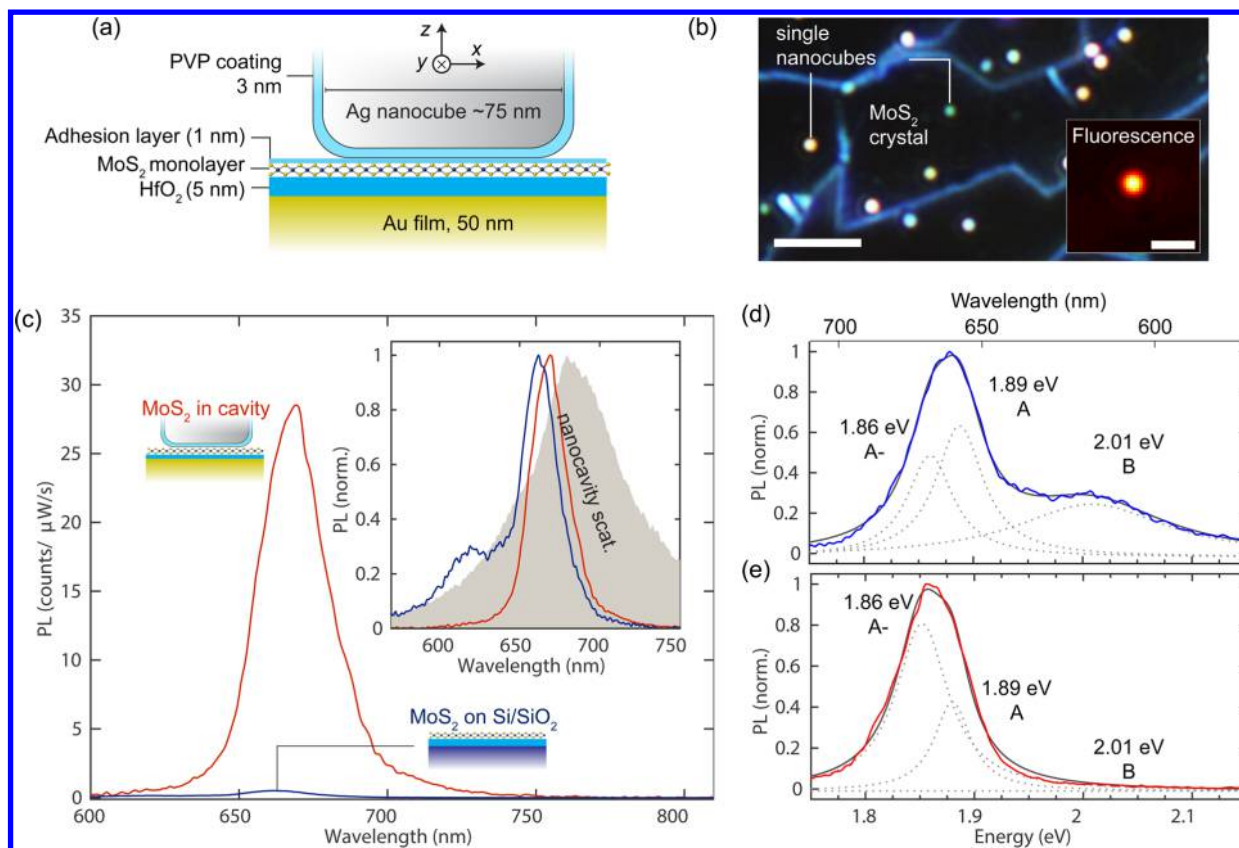 (a)
z
y
x
PVP coating
3 nm
Ag nanocube ~75 nm
Adhesion layer (1 nm)
MoS₂ monolayer
HfO₂ (5 nm)
Au film, 50 nm
(b)
single
nanocubes
MoS₂
crystal
Fluorescence
(c)
35
30
25
20
15
10
5
0
PL (counts/ μW/s)
600
650
700
750
800
Wavelength (nm)
MoS₂ in cavity
MoS₂ on Si/SiO₂
1
0.8
0.6
0.4
0.2
0
PL (norm.)
600
650
700
750
Wavelength (nm)
nanocavity scat.
(d)
Wavelength (nm)
700
650
600
1
0.8
0.6
0.4
0.2
0
PL (norm.)
1.86 eV
A-
1.89 eV
A
2.01 eV
B
(e)
1
0.8
0.6
0.4
0.2
0
PL (norm.)
1.86 eV
A-
1.89 eV
A
2.01 eV
B
1.8
1.9
2
2.1
Energy (eV)